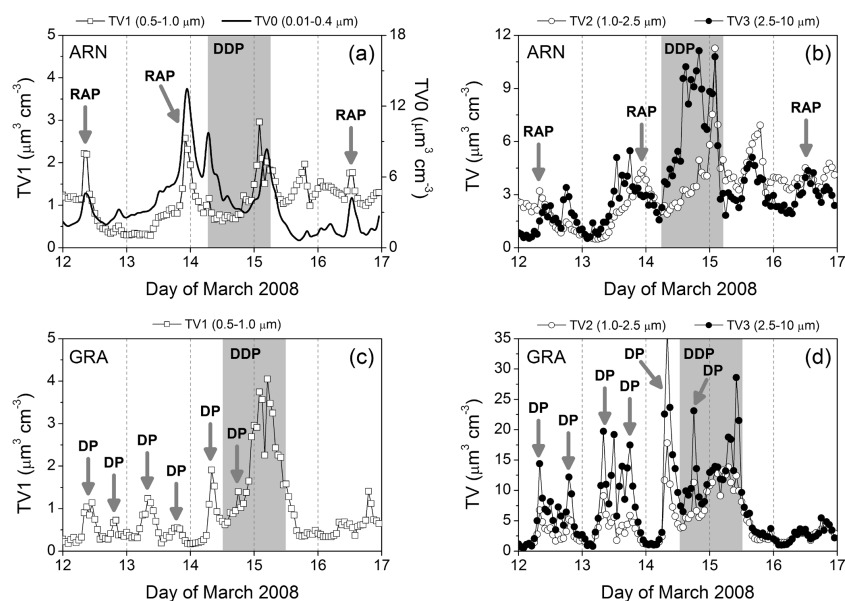 TV1 (0.5-1.0 μm) TV0 (0.01-0.4 μm)
ARN
(a)
DDP
RAP
RAP
RAP
5
4
3
2
1
0
TV1 (μm³ cm⁻³)
18
15
12
9
6
3
0
TV0 (μm³ cm⁻³)
12 13 14 15 16 17
Day of March 2008
TV2 (1.0-2.5 μm) TV3 (2.5-10 μm)
ARN
(b)
DDP
RAP
RAP
RAP
12
9
6
3
0
TV (μm³ cm⁻³)
12 13 14 15 16 17
Day of March 2008
TV1 (0.5-1.0 μm)
GRA
(c)
DDP
DP
DP
DP
DP
DP
DP
5
4
3
2
1
0
TV1 (μm³ cm⁻³)
12 13 14 15 16 17
Day of March 2008
TV2 (1.0-2.5 μm) TV3 (2.5-10 μm)
GRA
(d)
DP
DDP
DP
DP
DP
DP
DP
35
30
25
20
15
10
5
0
TV (μm³ cm⁻³)
12 13 14 15 16 17
Day of March 2008